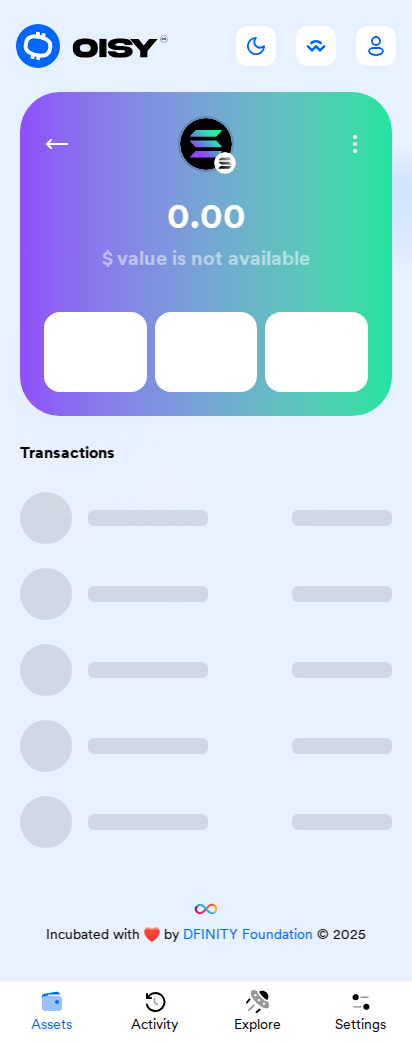 OISY
0.00
$ value is not available
Transactions
Incubated with ❤️ by DFINITY Foundation © 2025
Assets
Activity
Explore
Settings